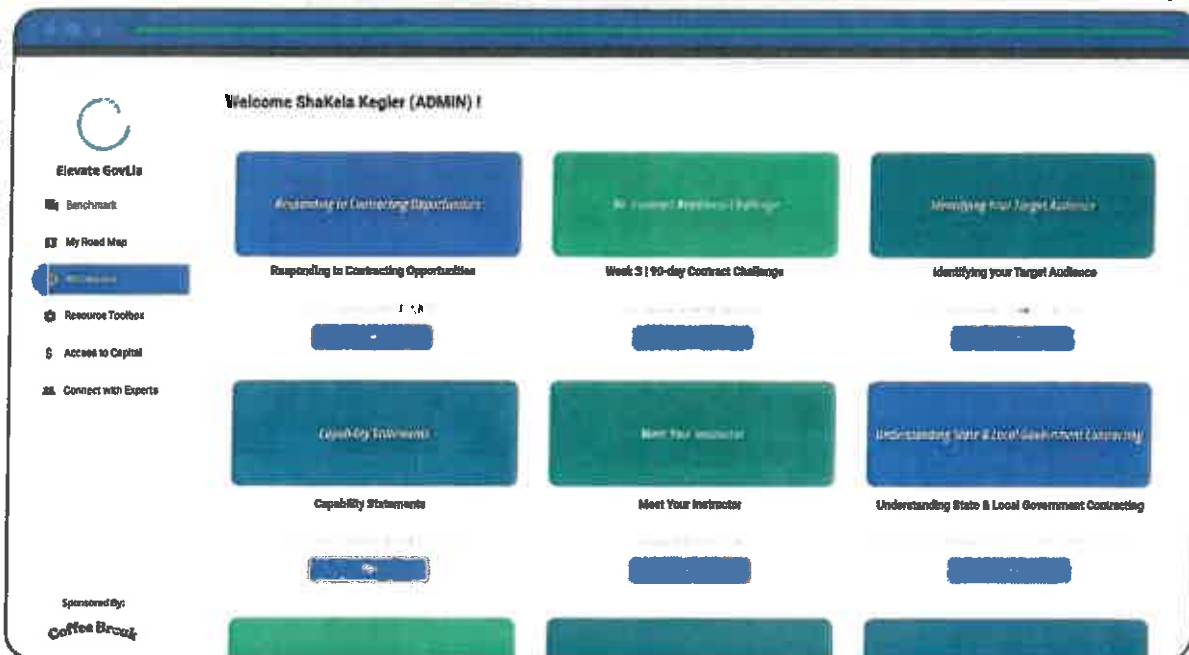 Welcome ShaKela Kegler (ADMIN) !
Elevate GovLia
Benchmark
My Road Map
Resource Toolbox
Access to Capital
Connect with Experts
Sponsored By:
Coffee Break
Responding to Contracting Opportunities
Responding to Contracting Opportunities
Week 3 | 90-day Contract Challenge
Identifying Your Target Audience
Identifying your Target Audience
Capability Statements
Capability Statements
Meet Your Instructor
Meet Your Instructor
Understanding State & Local Government Contracting
Understanding State & Local Government Contracting